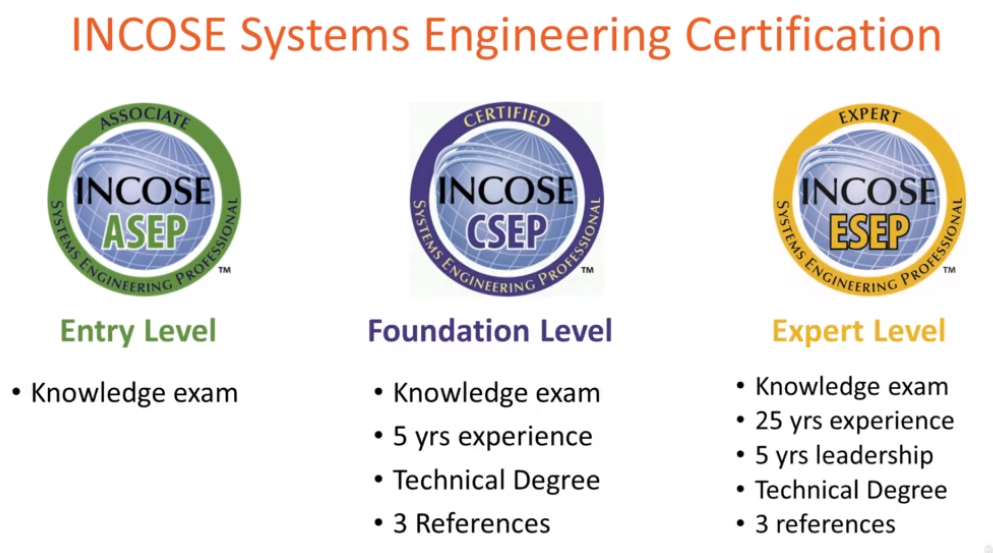 INCOSE Systems Engineering Certification
ASSOCIATE
INCOSE
ASEP
SYSTEMS ENGINEERING PROFESSIONAL
TM
Entry Level
• Knowledge exam
CERTIFIED
INCOSE
CSEP
SYSTEMS ENGINEERING PROFESSIONAL
TM
Foundation Level
• Knowledge exam
• 5 yrs experience
• Technical Degree
• 3 References
EXPERT
INCOSE
ESEP
SYSTEMS ENGINEERING PROFESSIONAL
TM
Expert Level
• Knowledge exam
• 25 yrs experience
• 5 yrs leadership
• Technical Degree
• 3 references